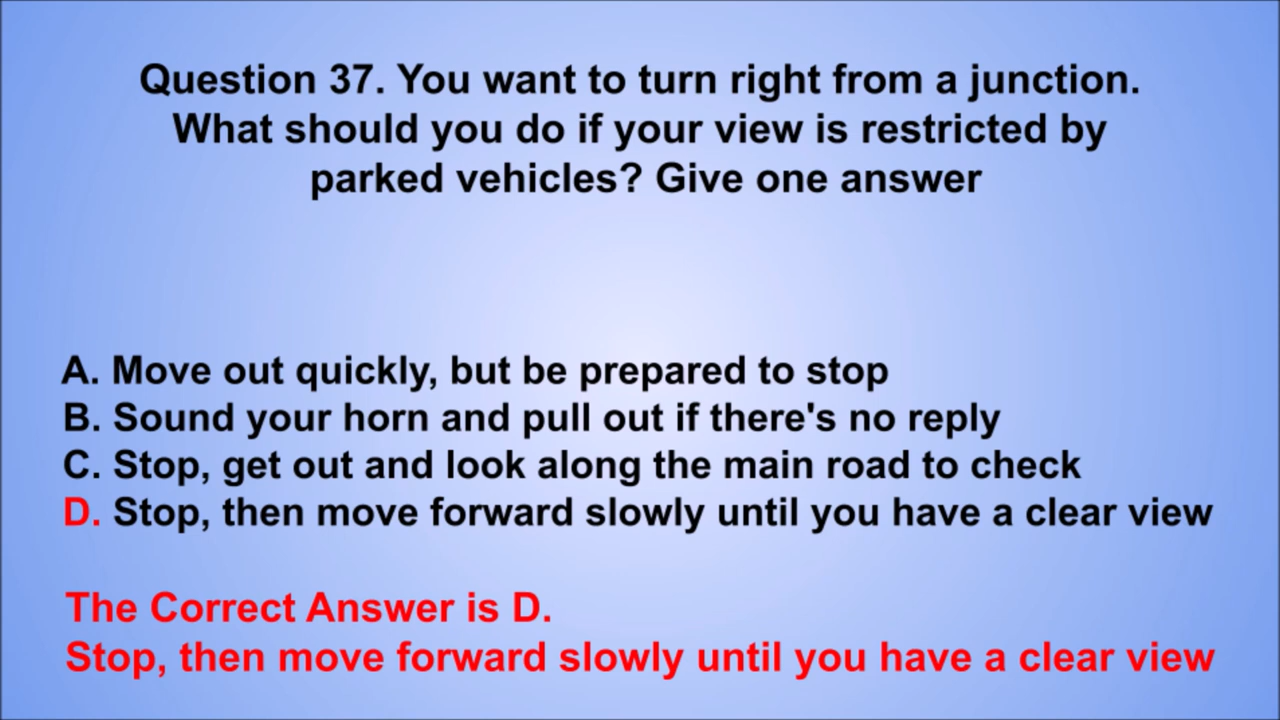 Question 37. You want to turn right from a junction.
What should you do if your view is restricted by
parked vehicles? Give one answer
A. Move out quickly, but be prepared to stop
B. Sound your horn and pull out if there's no reply
C. Stop, get out and look along the main road to check
D. Stop, then move forward slowly until you have a clear view
The Correct Answer is D.
Stop, then move forward slowly until you have a clear view